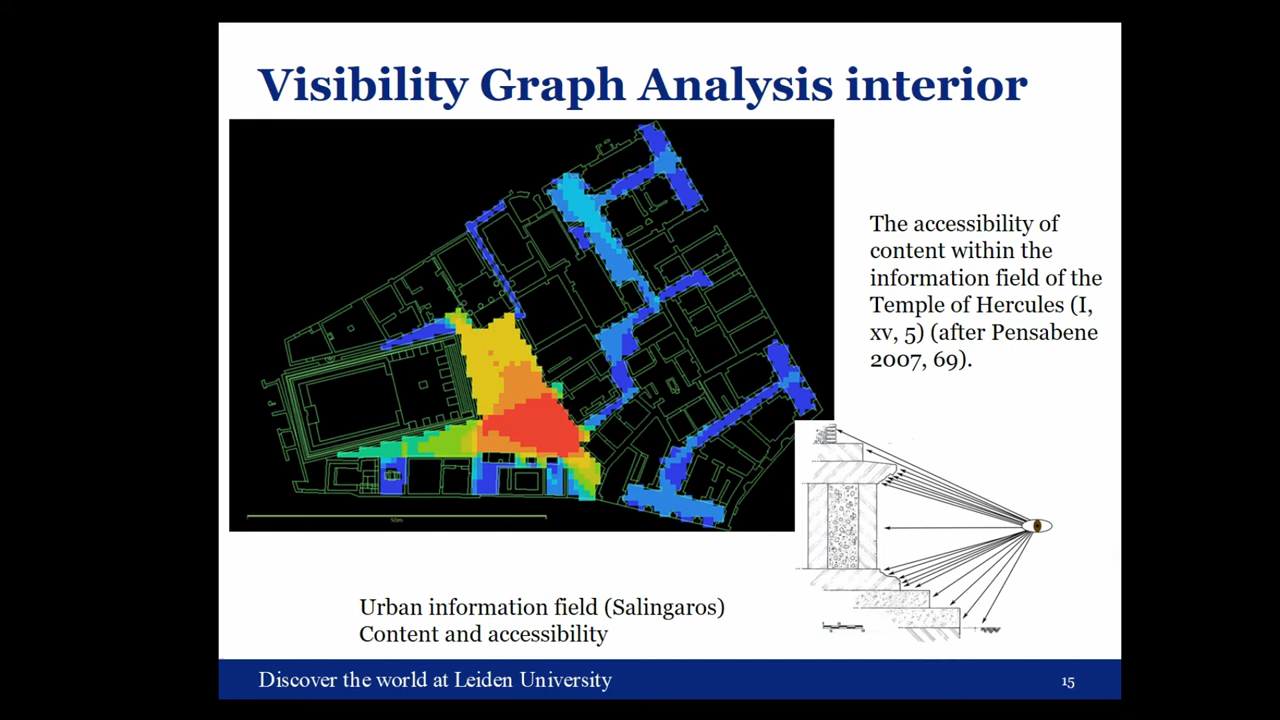 Visibility Graph Analysis interior
The accessibility of
content within the
information field of the
Temple of Hercules (I,
xv, 5) (after Pensabene
2007, 69).
50m
Urban information field (Salingaros)
Content and accessibility
Discover the world at Leiden University
15